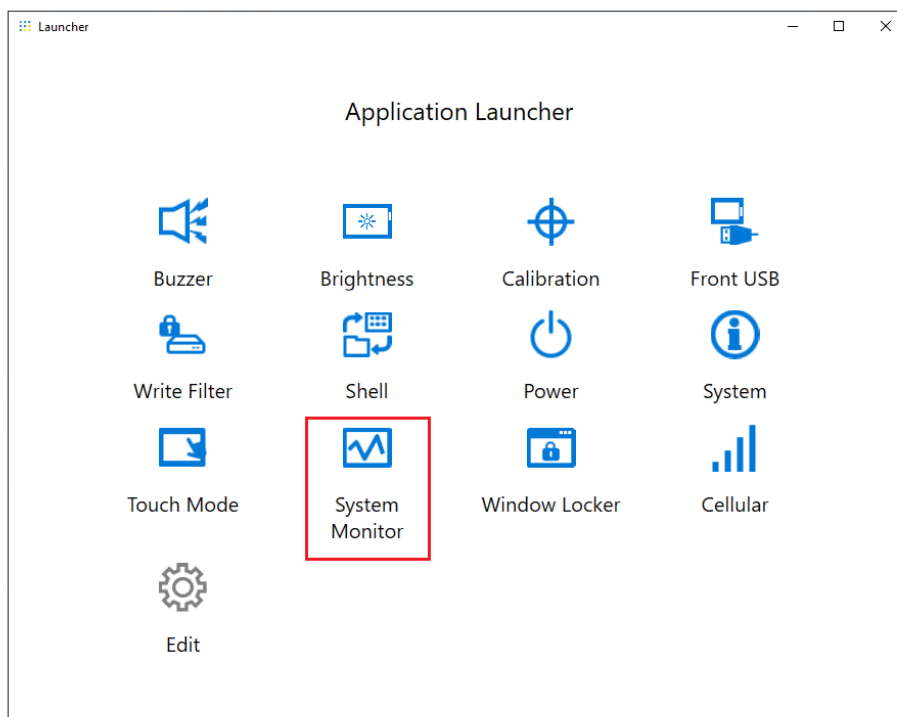 Launcher
Application Launcher
Buzzer
Brightness
Calibration
Front USB
Write Filter
Shell
Power
System
Touch Mode
System
Monitor
Window Locker
Cellular
Edit